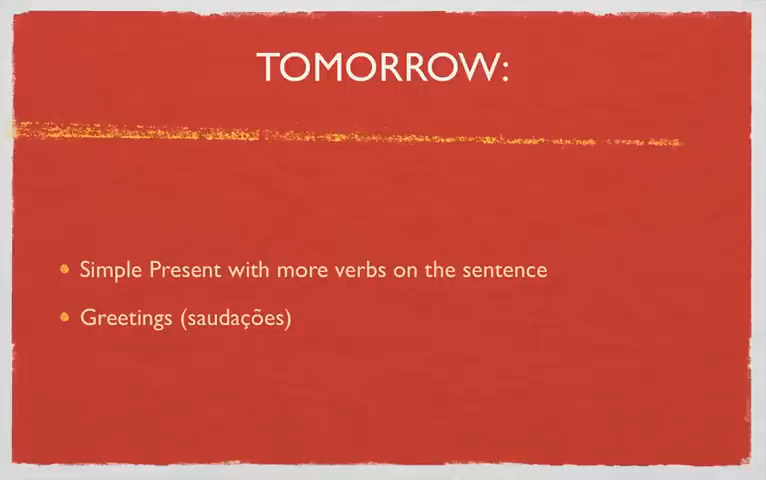 TOMORROW:
Simple Present with more verbs on the sentence
Greetings (saudações)